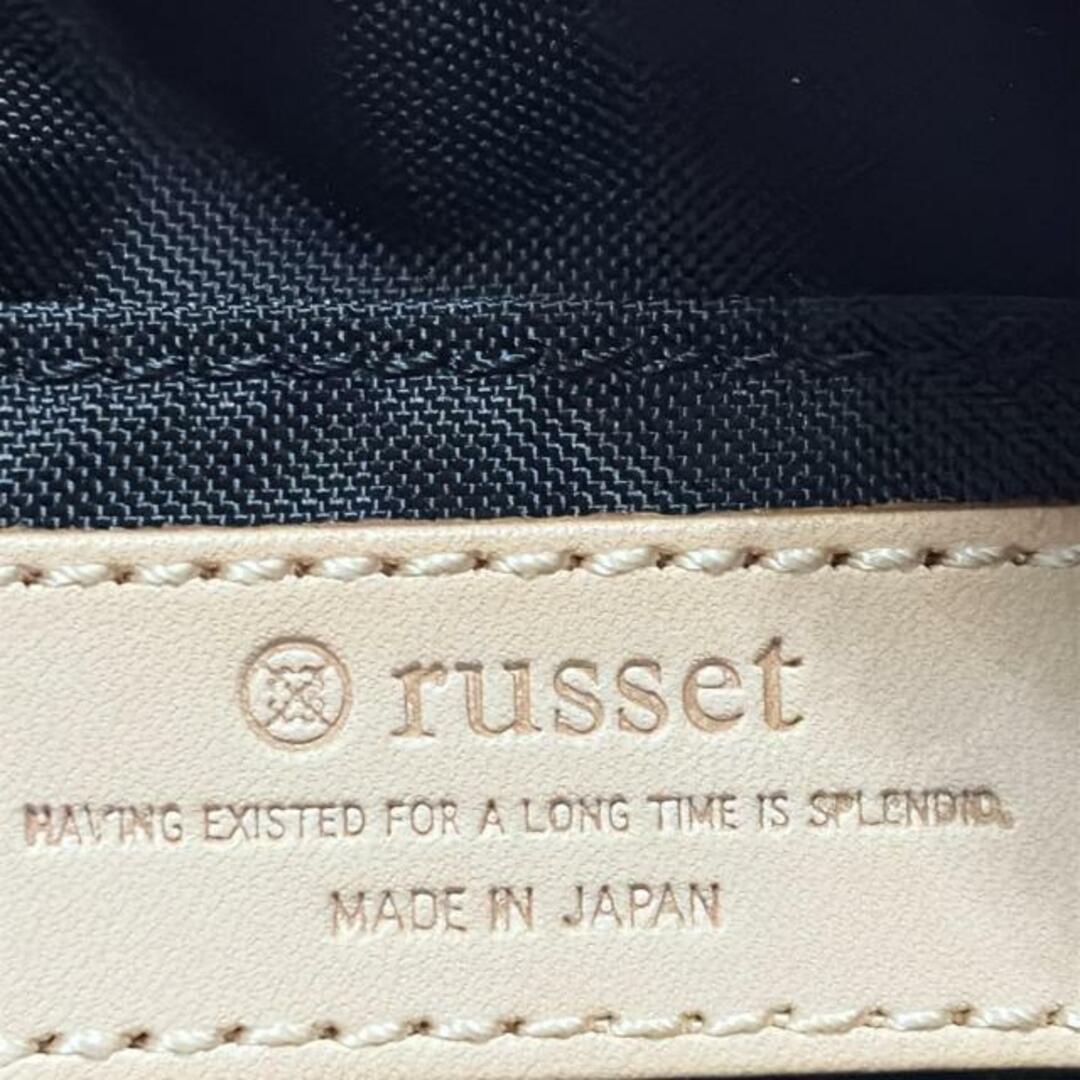 russet
HAVING EXISTED FOR A LONG TIME IS SPLENDID.
MADE IN JAPAN